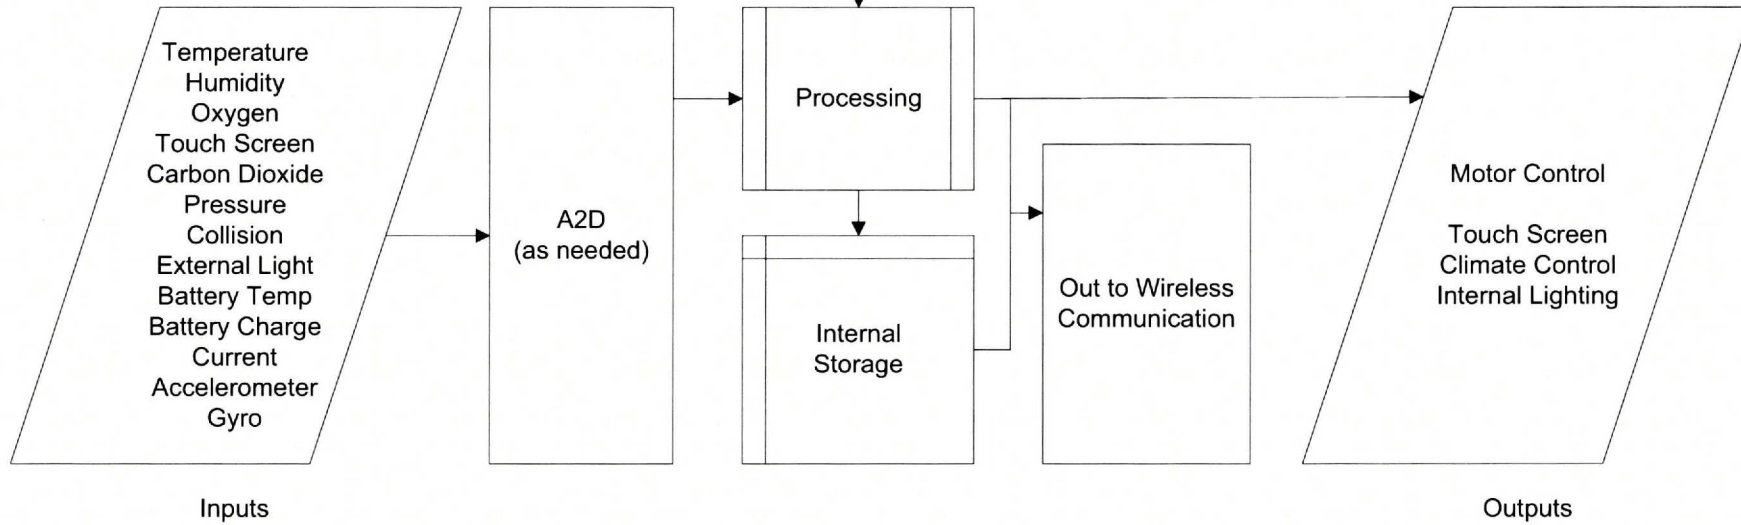 Temperature
Humidity
Oxygen
Touch Screen
Carbon Dioxide
Pressure
Collision
External Light
Battery Temp
Battery Charge
Current
Accelerometer
Gyro
Inputs
A2D
(as needed)
Processing
Internal
Storage
Out to Wireless
Communication
Motor Control
Touch Screen
Climate Control
Internal Lighting
Outputs